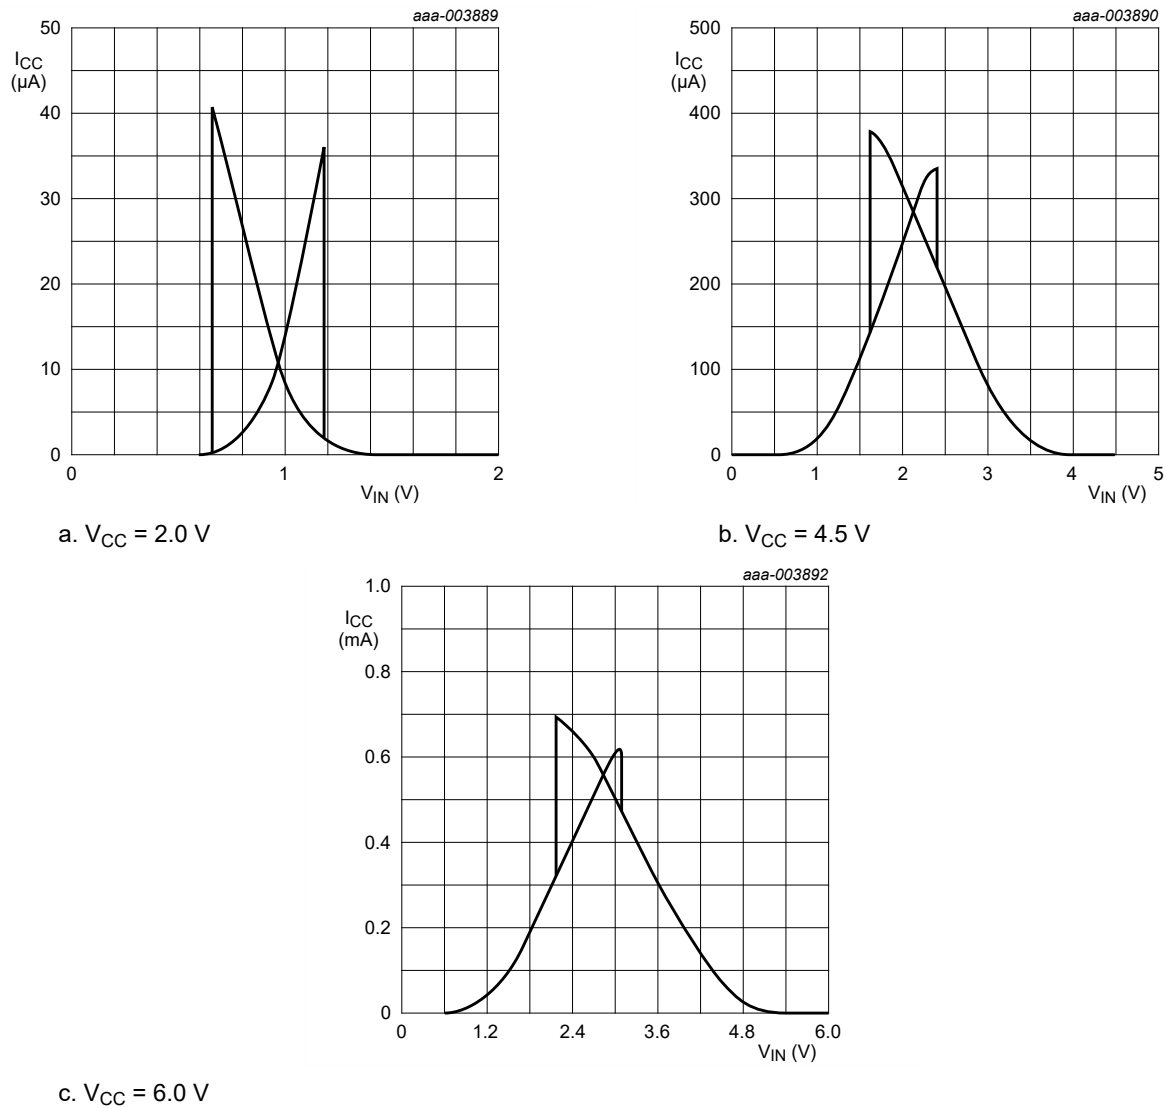 aaa-003889
50
I_CC
(µA)
40
30
20
10
0
0 1 2
V_IN (V)
a. V_CC = 2.0 V
aaa-003890
500
I_CC
(µA)
400
300
200
100
0
0 1 2 3 4 5
V_IN (V)
b. V_CC = 4.5 V
aaa-003892
1.0
I_CC
(mA)
0.8
0.6
0.4
0.2
0
0 1.2 2.4 3.6 4.8 6.0
V_IN (V)
c. V_CC = 6.0 V